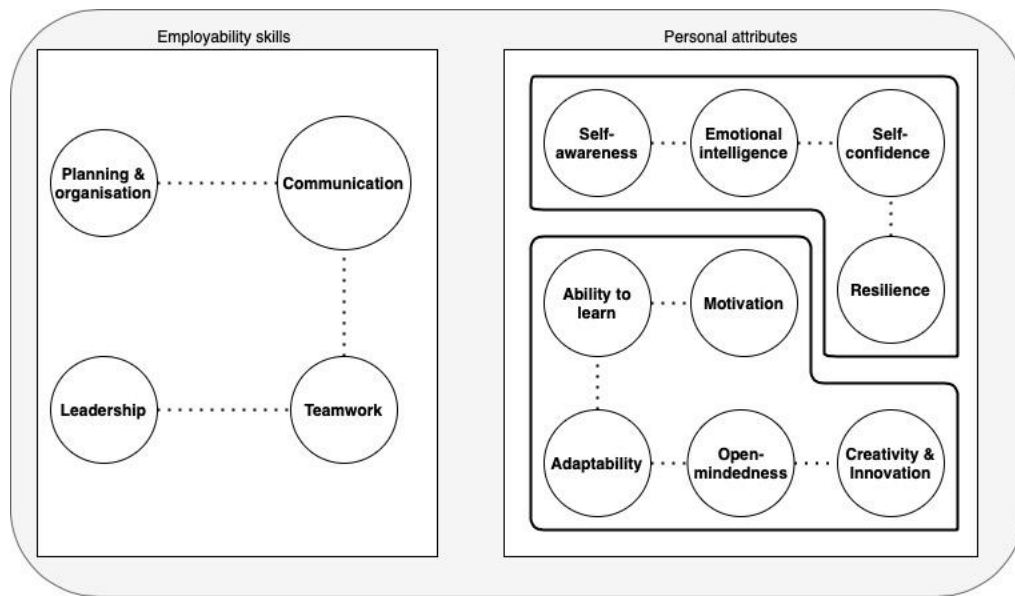 Employability skills
Personal attributes
Planning &
organisation
Communication
Leadership
Teamwork
Self-
awareness
Emotional
intelligence
Self-
confidence
Resilience
Ability to
learn
Motivation
Adaptability
Open-
mindedness
Creativity &
Innovation